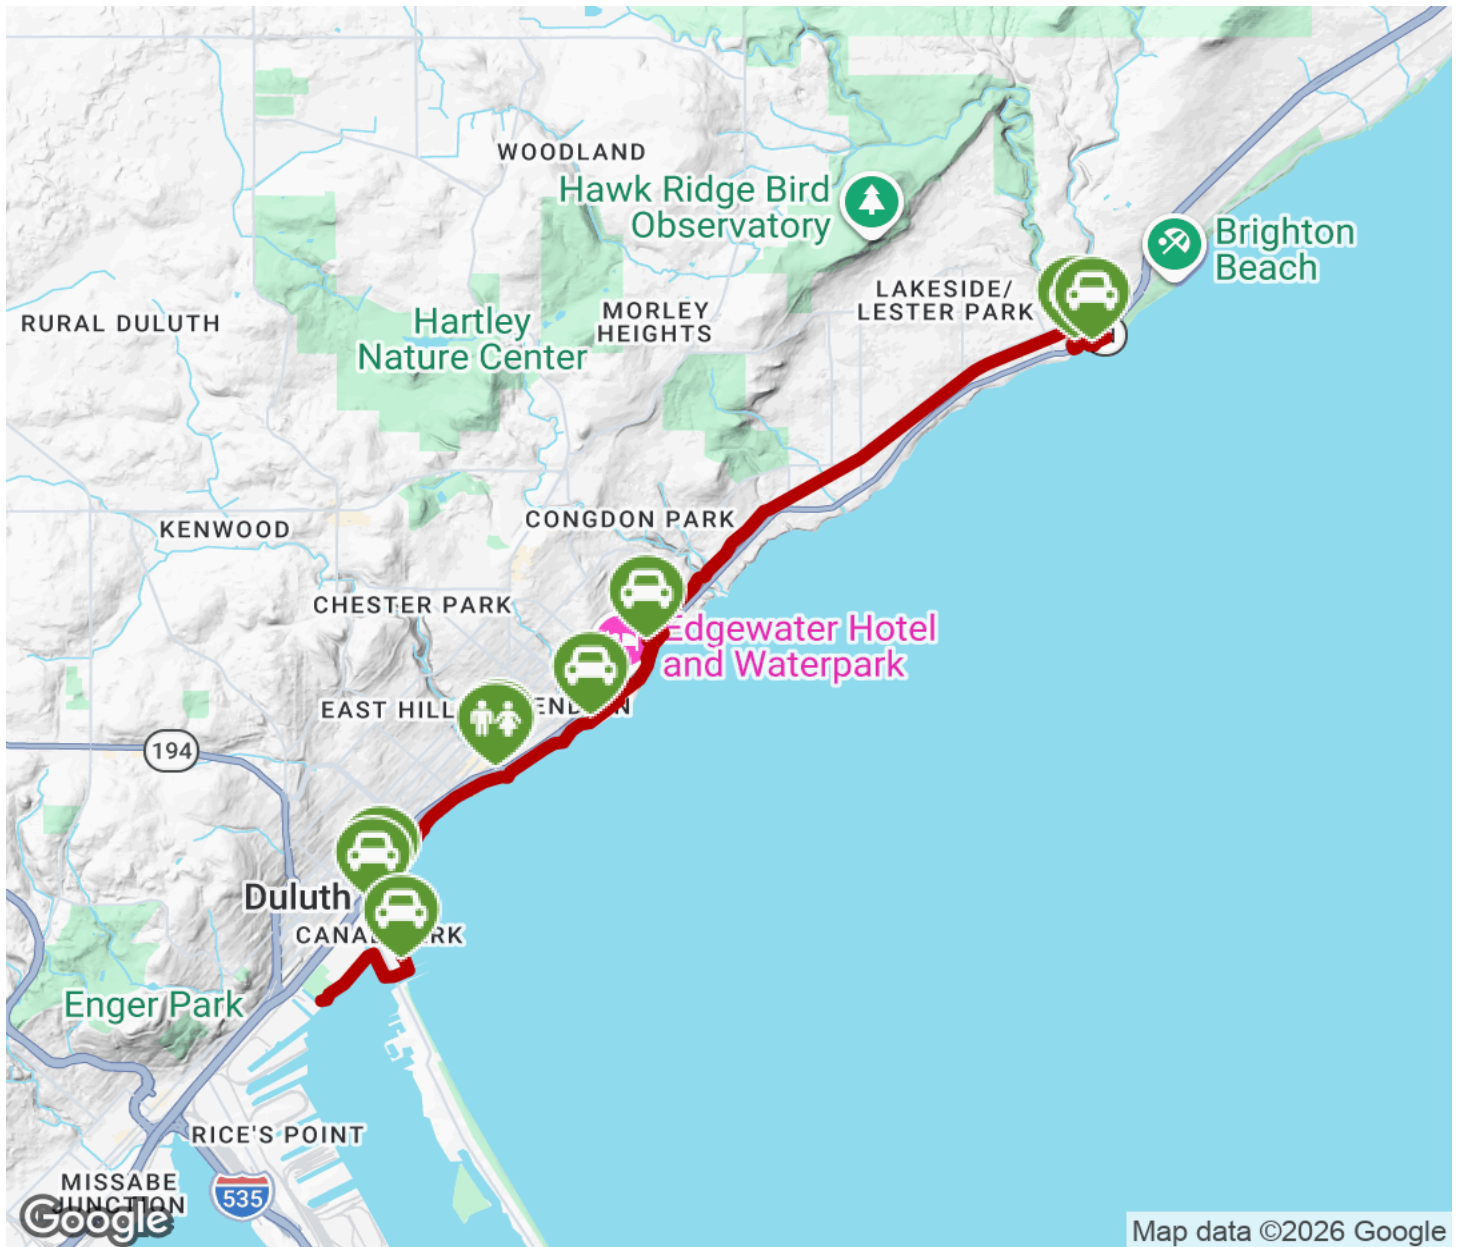 WOODLAND
Hawk Ridge Bird
Observatory
Brighton
Beach
LAKESIDE/
LESTER PARK
RURAL DULUTH
Hartley
Nature Center
MORLEY
HEIGHTS
CONGDON PARK
KENWOOD
CHESTER PARK
Edgewater Hotel
and Waterpark
EAST HILL
194
Duluth
Enger Park
RICE'S POINT
MISSABE
JUNCTION
535
Google
Map data ©2026 Google